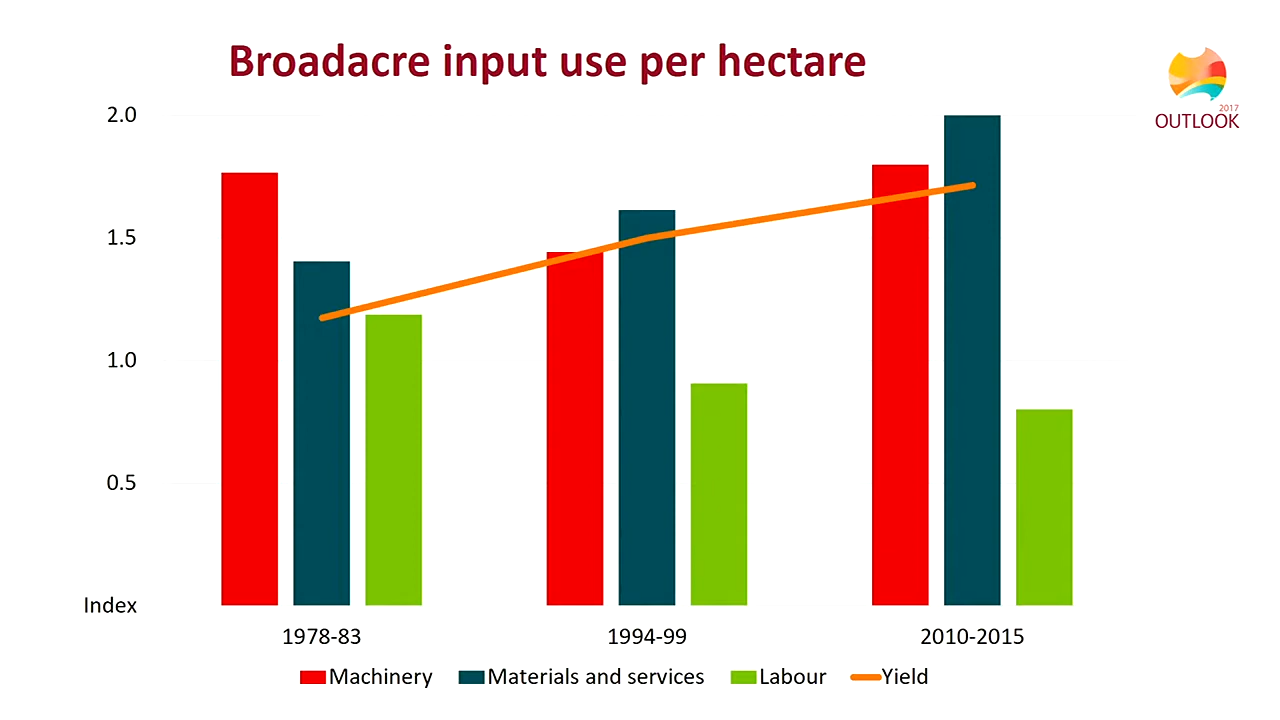 Broadacre input use per hectare
2017
OUTLOOK
2.0
1.5
1.0
0.5
Index
1978-83 1994-99 2010-2015
Machinery Materials and services Labour Yield